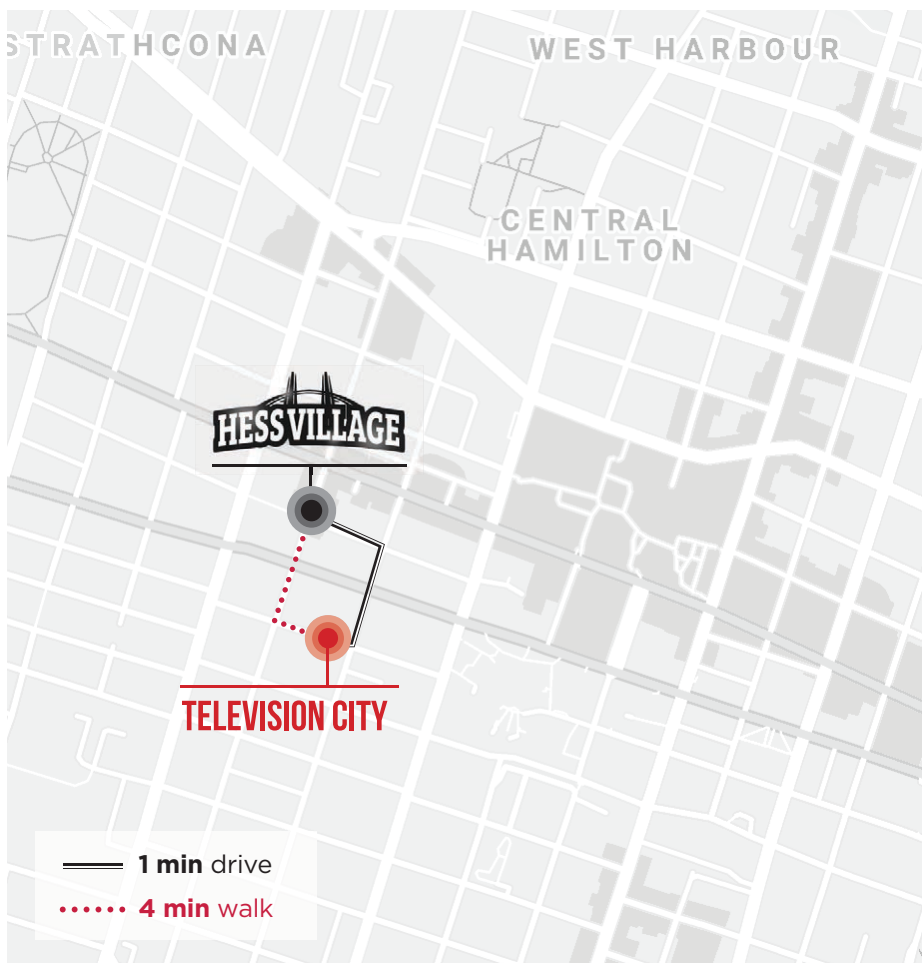 STRATHCONA
WEST HARBOUR
CENTRAL
HAMILTON
HESS VILLAGE
TELEVISION CITY
1 min drive
4 min walk